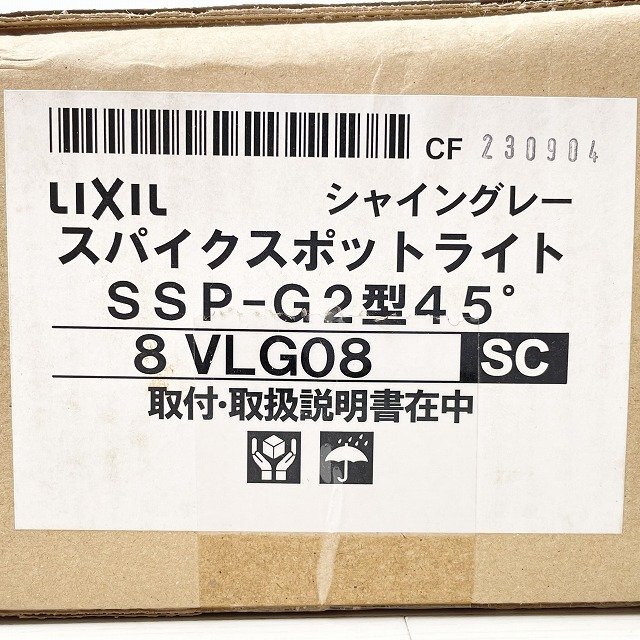 CF 230904
LIXIL シャイングレー
スパイクスポットライト
SSP-G2型45°
8 VLG08 SC
取付・取扱説明書在中